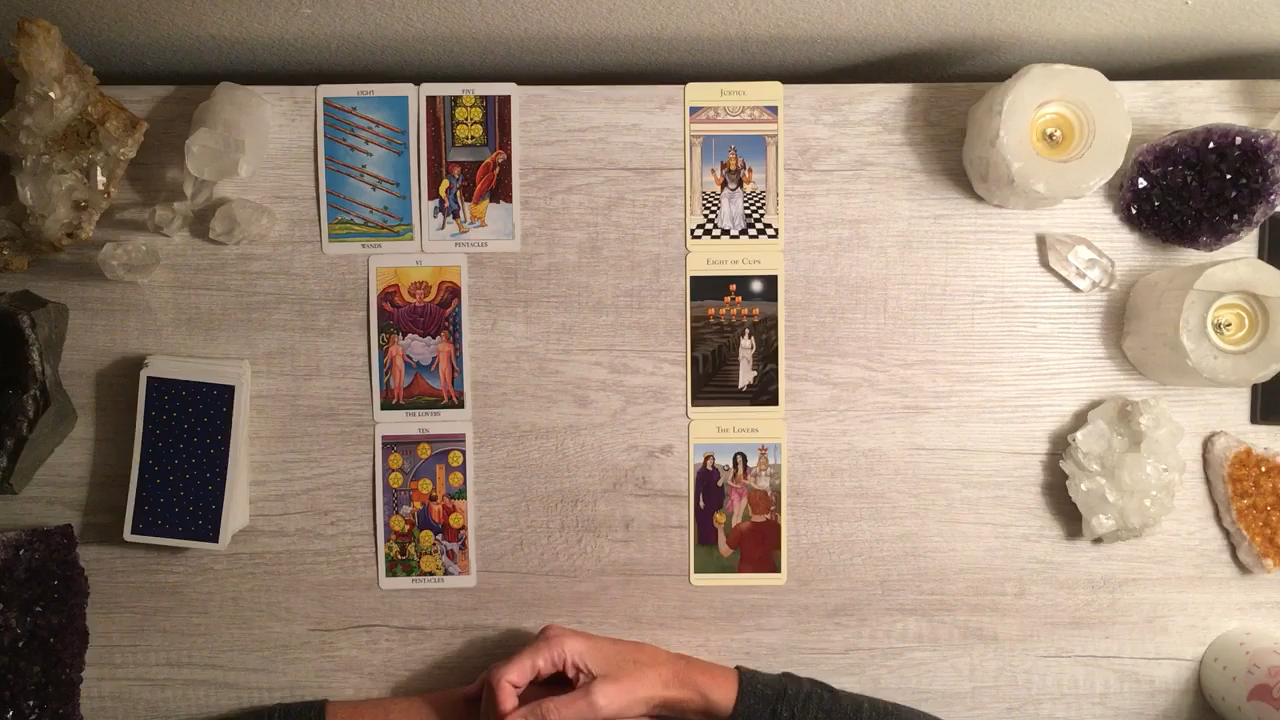 EIGHT
WANDS
FIVE
PENTACLES
VI
THE LOVERS
TEN
PENTACLES
JUSTICE
EIGHT OF CUPS
THE LOVERS